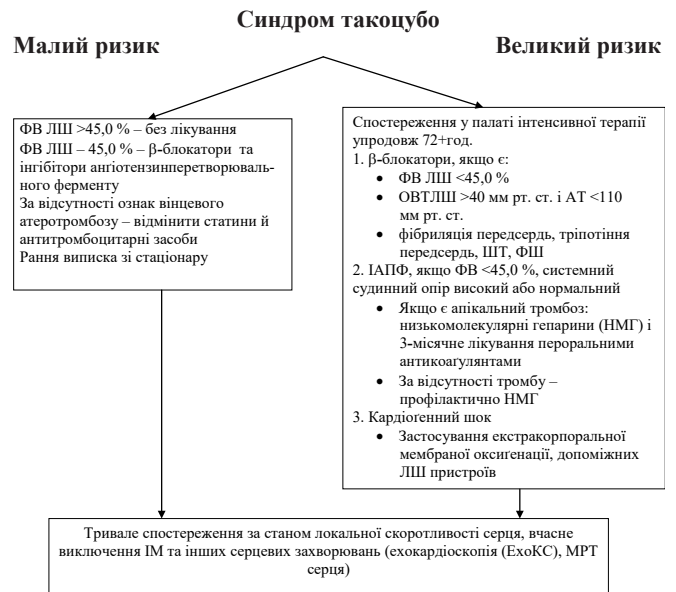 Синдром такоцубо
Малий ризик
Великий ризик
ФВ ЛШ >45,0 % – без лікування
ФВ ЛШ – 45,0 % – β-блокатори та
інгібітори анґіотензинперетворюваль-
ного ферменту
За відсутності ознак вінцевого
атеротромбозу – відмінити статини й
антитромбоцитарні засоби
Рання виписка зі стаціонару
Спостереження у палаті інтенсивної терапії
упродовж 72+год.
1. β-блокатори, якщо є:
• ФВ ЛШ <45,0 %
• ОВТЛШ >40 мм рт. ст. і АТ <110
мм рт. ст.
• фібриляція передсердь, тріпотіння
передсердь, ШТ, ФШ
2. ІАПФ, якщо ФВ <45,0 %, системний
судинний опір високий або нормальний
• Якщо є апікальний тромбоз:
низькомолекулярні гепарини (НМГ) і
3-місячне лікування пероральними
антикоаґулянтами
• За відсутності тромбу –
профілактично НМГ
3. Кардіоґенний шок
• Застосування екстракорпоральної
мембраної оксиґенації, допоміжних
ЛШ пристроїв
Тривале спостереження за станом локальної скоротливості серця, вчасне
виключення ІМ та інших серцевих захворювань (ехокардіоскопія (ЕхоКС), МРТ
серця)